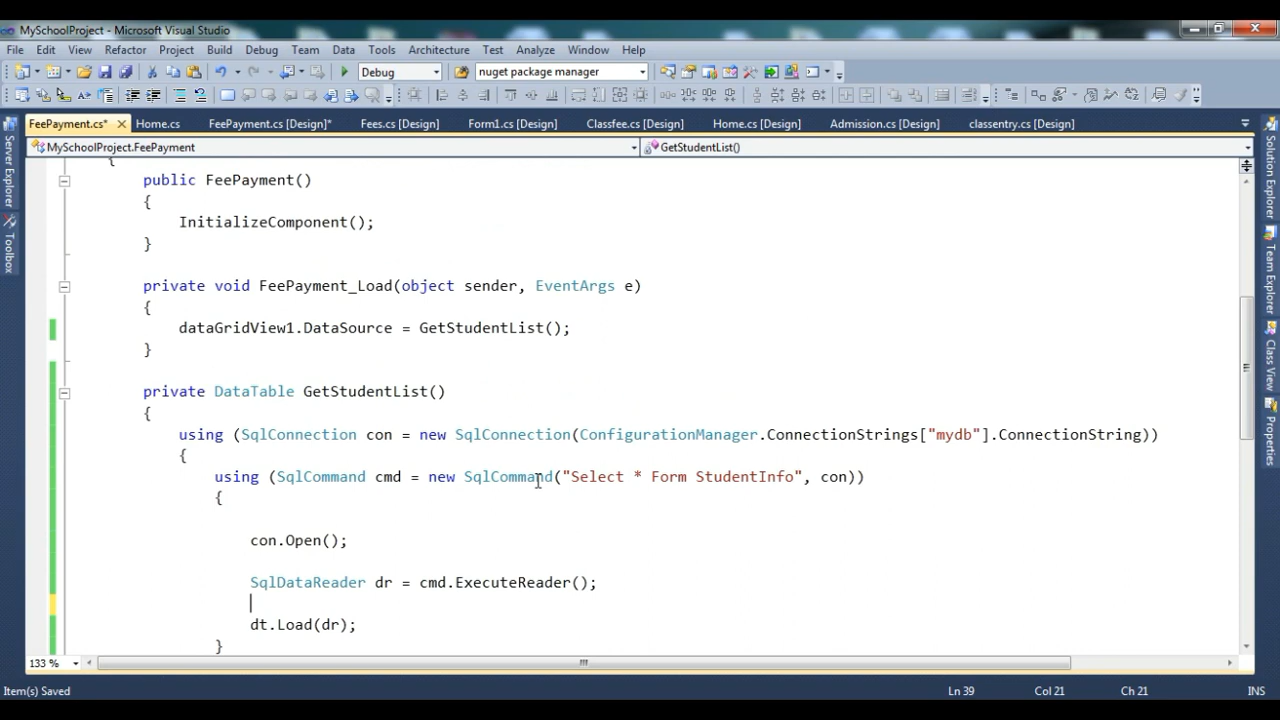 MySchoolProject - Microsoft Visual Studio
File Edit View Refactor Project Build Debug Team Data Tools Architecture Test Analyze Window Help
Debug nuget package manager
FeePayment.cs* Home.cs FeePayment.cs [Design]* Fees.cs [Design] Form1.cs [Design] Classfee.cs [Design] Home.cs [Design] Admission.cs [Design] classentry.cs [Design]
MySchoolProject.FeePayment GetStudentList()
{
public FeePayment()
{
InitializeComponent();
}
private void FeePayment_Load(object sender, EventArgs e)
{
dataGridView1.DataSource = GetStudentList();
}
private DataTable GetStudentList()
{
using (SqlConnection con = new SqlConnection(ConfigurationManager.ConnectionStrings["mydb"].ConnectionString))
{
using (SqlCommand cmd = new SqlCommand("Select * Form StudentInfo", con))
{
con.Open();
SqlDataReader dr = cmd.ExecuteReader();
dt.Load(dr);
}
133 %
Item(s) Saved Ln 39 Col 21 Ch 21 INS
Server Explorer
Toolbox
Solution Explorer
Team Explorer
Class View
Properties